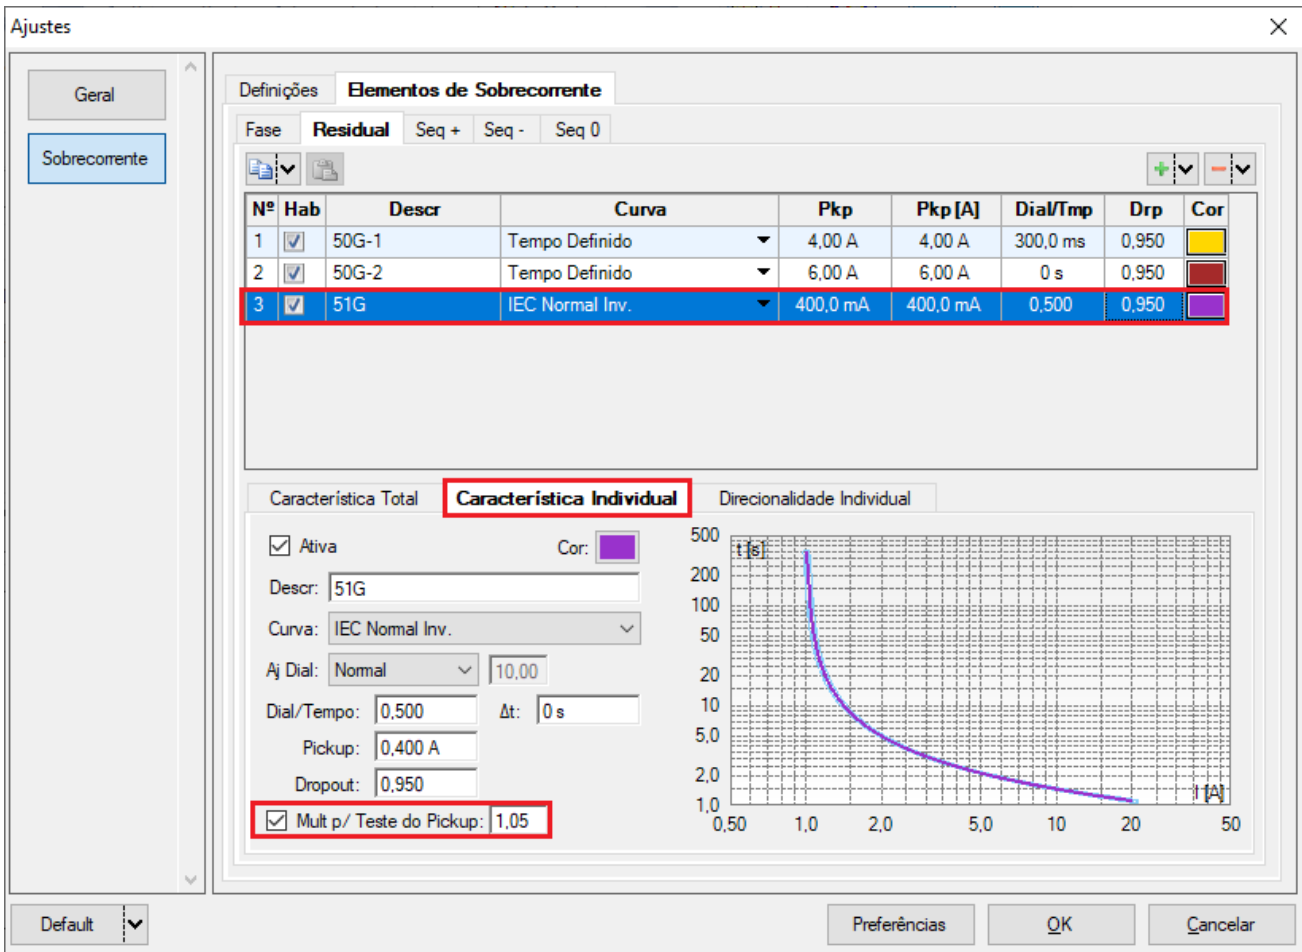 Ajustes
Geral
Sobrecorrente
Definições Elementos de Sobrecorrente
Fase Residual Seq + Seq - Seq 0
Nº Hab Descr Curva Pkp Pkp[A] Dial/Tmp Drp Cor
1 50G-1 Tempo Definido 4,00 A 4,00 A 300,0 ms 0,950
2 50G-2 Tempo Definido 6,00 A 6,00 A 0 s 0,950
3 51G IEC Normal Inv. 400,0 mA 400,0 mA 0,500 0,950
Característica Total Característica Individual Direcionalidade Individual
Ativa Cor:
Descr: 51G
Curva: IEC Normal Inv.
Aj Dial: Normal 10,00
Dial/Tempo: 0,500 Δt: 0 s
Pickup: 0,400 A
Dropout: 0,950
Mult p/ Teste do Pickup: 1,05
500
t [s]
200
100
50
20
10
5,0
2,0
1,0
I [A]
0,50 1,0 2,0 5,0 10 20 50
Default Preferências OK Cancelar